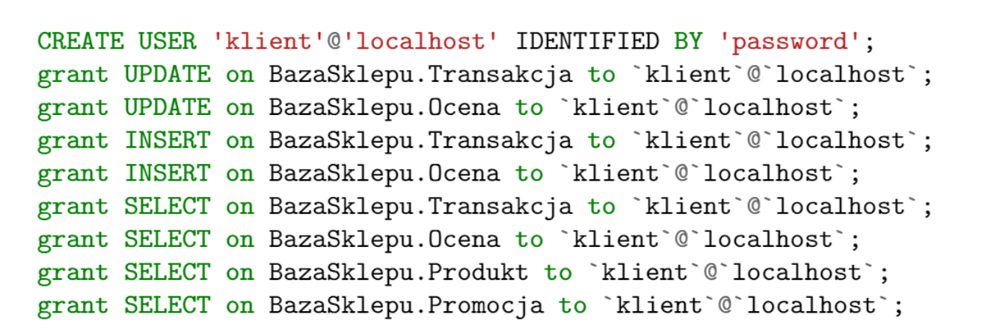 CREATE USER 'klient'@'localhost' IDENTIFIED BY 'password';
grant UPDATE on BazaSklepu.Transakcja to `klient`@`localhost`;
grant UPDATE on BazaSklepu.Ocena to `klient`@`localhost`;
grant INSERT on BazaSklepu.Transakcja to `klient`@`localhost`;
grant INSERT on BazaSklepu.Ocena to `klient`@`localhost`;
grant SELECT on BazaSklepu.Transakcja to `klient`@`localhost`;
grant SELECT on BazaSklepu.Ocena to `klient`@`localhost`;
grant SELECT on BazaSklepu.Produkt to `klient`@`localhost`;
grant SELECT on BazaSklepu.Promocja to `klient`@`localhost`;